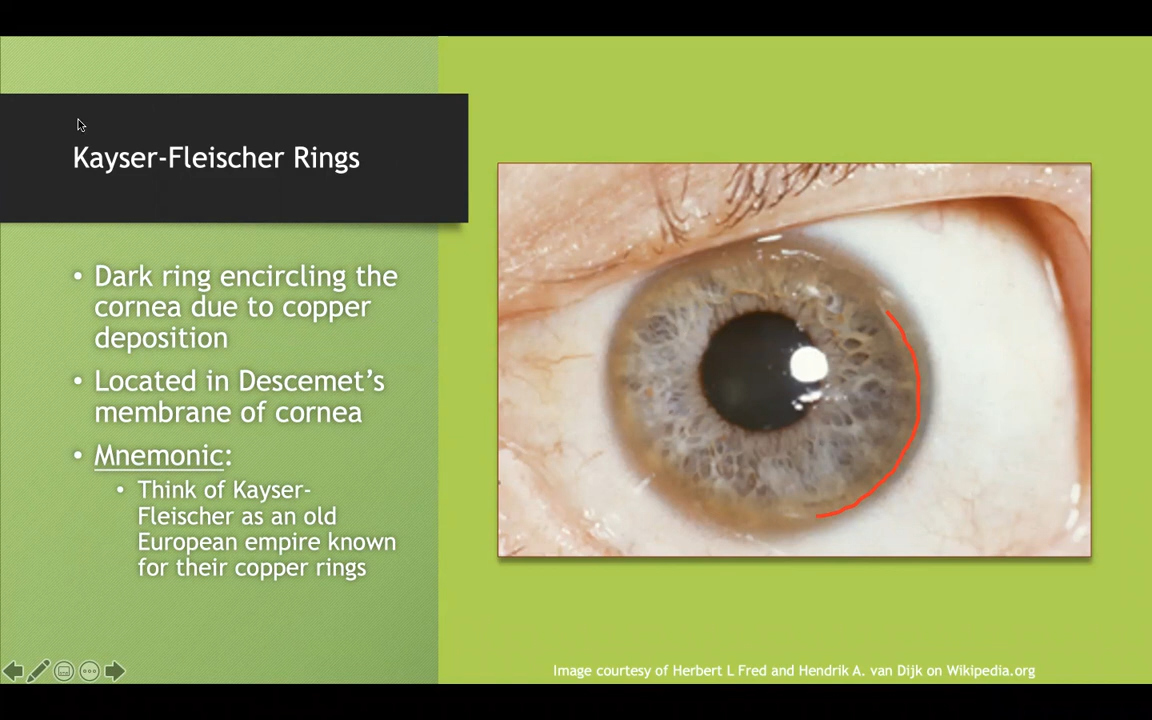 Kayser-Fleischer Rings
• Dark ring encircling the
cornea due to copper
deposition
• Located in Descemet’s
membrane of cornea
• Mnemonic:
• Think of Kayser-
Fleischer as an old
European empire known
for their copper rings
Image courtesy of Herbert L Fred and Hendrik A. van Dijk on Wikipedia.org